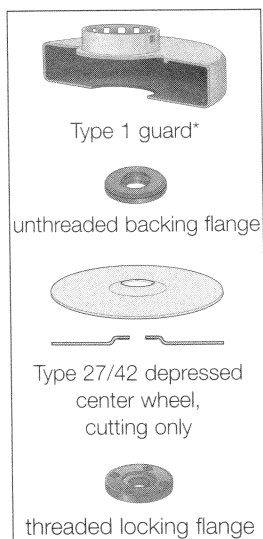 Type 1 guard*
unthreaded backing flange
Type 27/42 depressed
center wheel,
cutting only
threaded locking flange